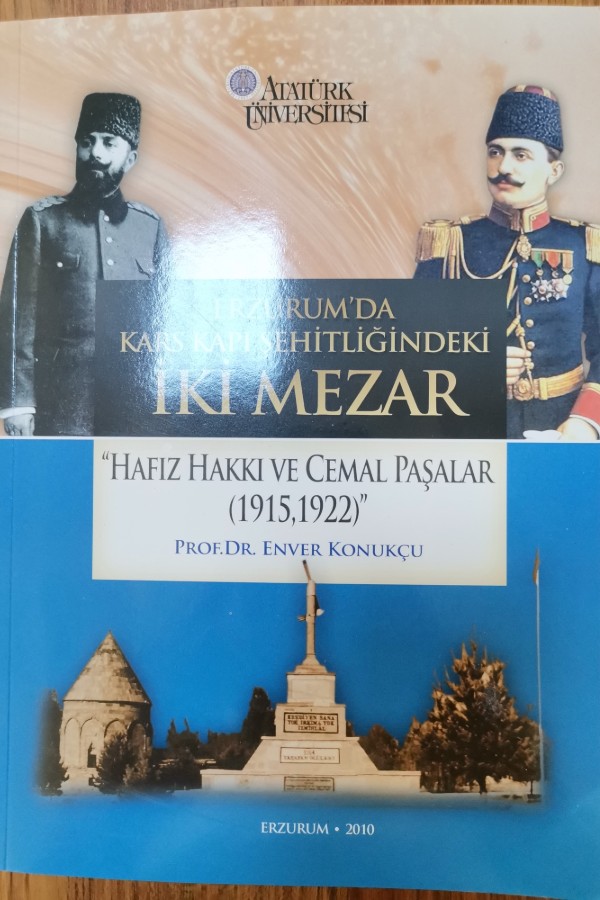 ATATÜRK
ÜNİVERSİTESİ
ERZURUM'DA
KARS KAPI ŞEHİTLİĞİNDEKİ
İKİ MEZAR
"HAFIZ HAKKI VE CEMAL PAŞALAR
(1915,1922)"
PROF.DR. ENVER KONUKÇU
ERZURUM • 2010